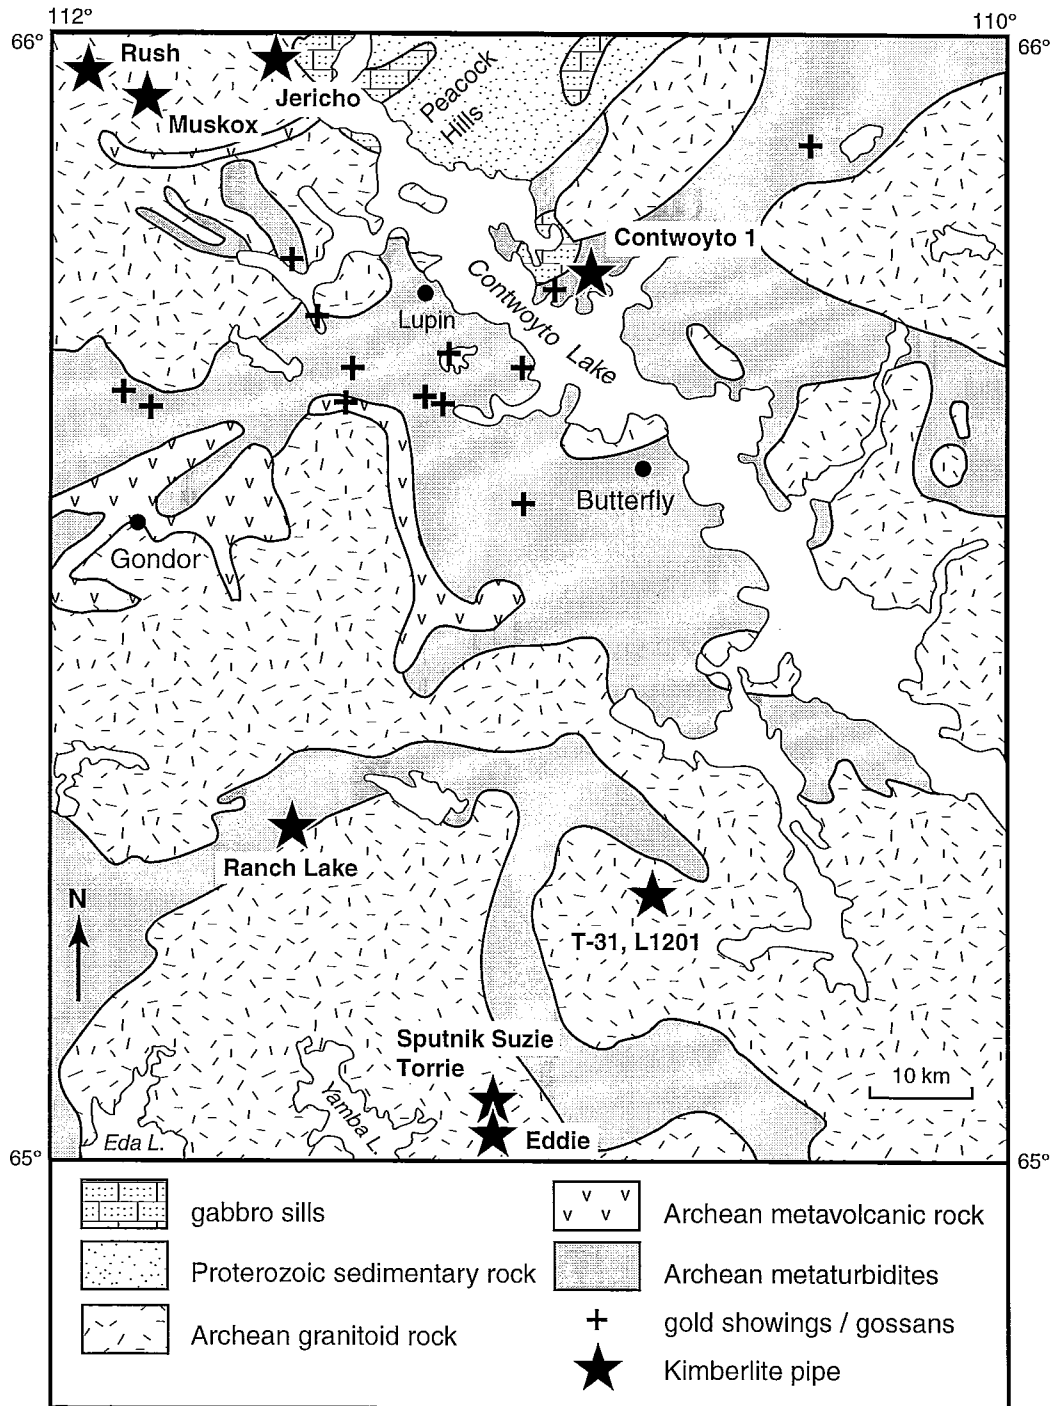 112°
110°
66°
66°
Rush
Jericho
Muskox
Peacock
Hills
Contwoyto 1
Contwoyto Lake
Lupin
Butterfly
Gondor
Ranch Lake
N
T-31, L1201
Sputnik Suzie
Torrie
10 km
Yamba L.
Eda L.
Eddie
65°
65°
gabbro sills
Archean metavolcanic rock
Proterozoic sedimentary rock
Archean metaturbidites
Archean granitoid rock
gold showings / gossans
Kimberlite pipe